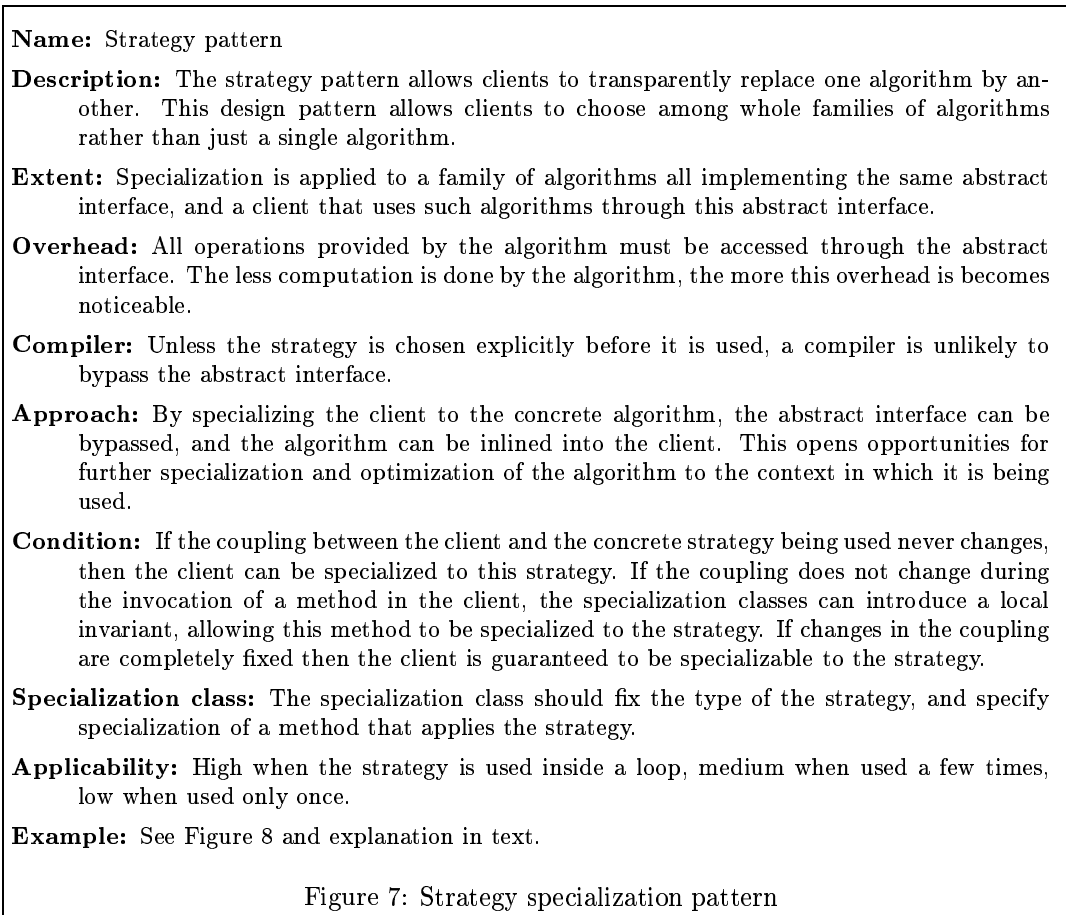 Name: Strategy pattern
Description: The strategy pattern allows clients to transparently replace one algorithm by an-
other. This design pattern allows clients to choose among whole families of algorithms
rather than just a single algorithm.
Extent: Specialization is applied to a family of algorithms all implementing the same abstract
interface, and a client that uses such algorithms through this abstract interface.
Overhead: All operations provided by the algorithm must be accessed through the abstract
interface. The less computation is done by the algorithm, the more this overhead is becomes
noticeable.
Compiler: Unless the strategy is chosen explicitly before it is used, a compiler is unlikely to
bypass the abstract interface.
Approach: By specializing the client to the concrete algorithm, the abstract interface can be
bypassed, and the algorithm can be inlined into the client. This opens opportunities for
further specialization and optimization of the algorithm to the context in which it is being
used.
Condition: If the coupling between the client and the concrete strategy being used never changes,
then the client can be specialized to this strategy. If the coupling does not change during
the invocation of a method in the client, the specialization classes can introduce a local
invariant, allowing this method to be specialized to the strategy. If changes in the coupling
are completely fixed then the client is guaranteed to be specializable to the strategy.
Specialization class: The specialization class should fix the type of the strategy, and specify
specialization of a method that applies the strategy.
Applicability: High when the strategy is used inside a loop, medium when used a few times,
low when used only once.
Example: See Figure 8 and explanation in text.
Figure 7: Strategy specialization pattern